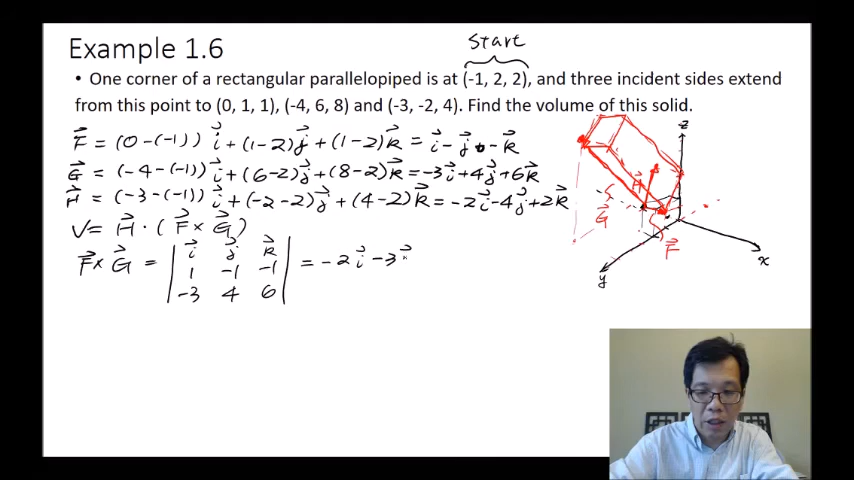 Start
Example 1.6
• One corner of a rectangular parallelopiped is at (-1, 2, 2), and three incident sides extend
from this point to (0, 1, 1), (-4, 6, 8) and (-3, -2, 4). Find the volume of this solid.
F⃗ = (0-(-1)) i⃗ + (1-2) j⃗ + (1-2) k⃗ = i⃗ - j⃗ - k⃗
G⃗ = (-4-(-1)) i⃗ + (6-2) j⃗ + (8-2) k⃗ = -3i⃗ + 4j⃗ + 6k⃗
H⃗ = (-3-(-1)) i⃗ + (-2-2) j⃗ + (4-2) k⃗ = -2i⃗ - 4j⃗ + 2k⃗
V = H⃗ · (F⃗ × G⃗)
F⃗ × G⃗ = | i⃗ j⃗ k⃗ | = -2 i⃗ - 3
1 -1 -1
-3 4 6
z
H⃗
G⃗
F⃗
x
y